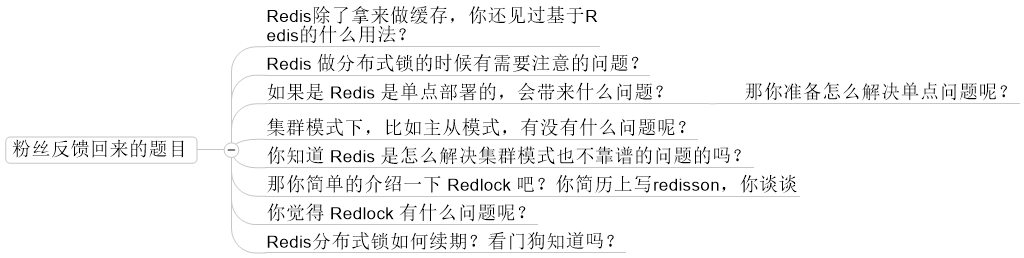 Redis除了拿来做缓存，你还见过基于R
edis的什么用法？
Redis 做分布式锁的时候有需要注意的问题？
如果是 Redis 是单点部署的，会带来什么问题？
那你准备怎么解决单点问题呢？
集群模式下，比如主从模式，有没有什么问题呢？
粉丝反馈回来的题目
你知道 Redis 是怎么解决集群模式也不靠谱的问题的吗？
那你简单的介绍一下 Redlock 吧？你简历上写redisson，你谈谈
你觉得 Redlock 有什么问题呢？
Redis分布式锁如何续期？看门狗知道吗？